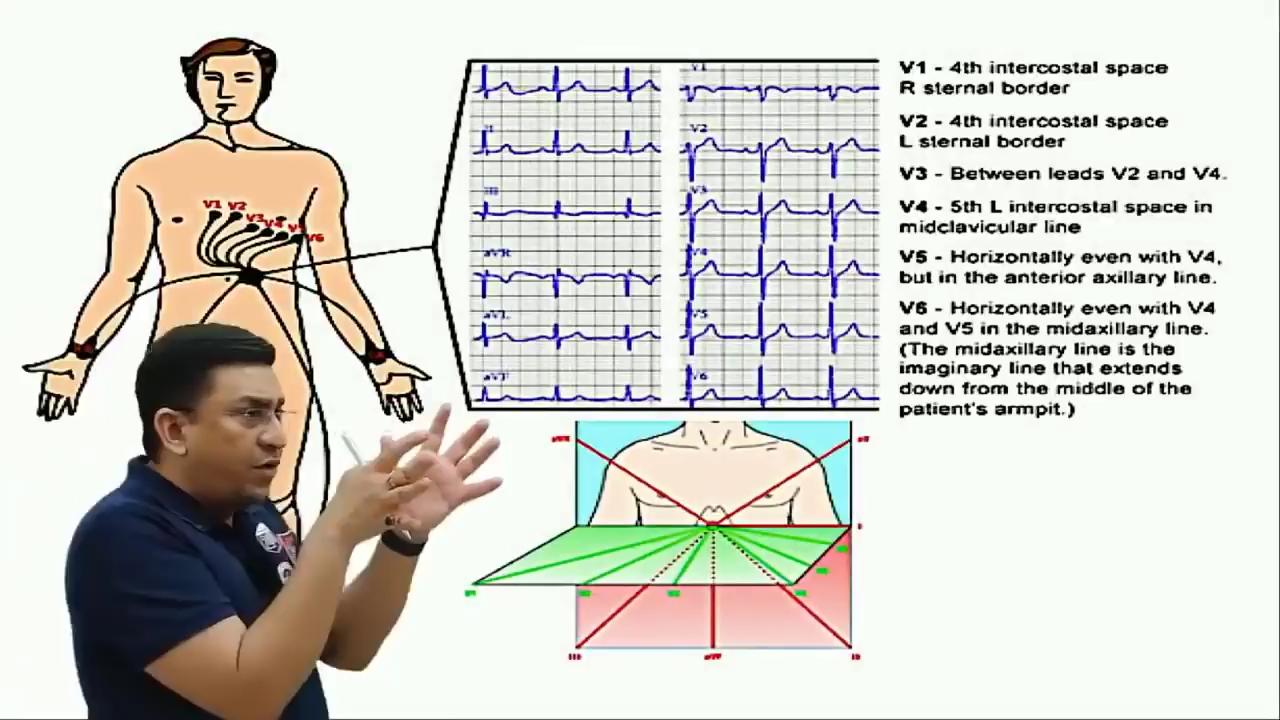 V1 V2
V3 V4 V5
V6
V1
II
V2
III
V3
aVR
V4
aVL
V5
aVF
V6
V1 - 4th intercostal space
R sternal border
V2 - 4th intercostal space
L sternal border
V3 - Between leads V2 and V4.
V4 - 5th L intercostal space in
midclavicular line
V5 - Horizontally even with V4,
but in the anterior axillary line.
V6 - Horizontally even with V4
and V5 in the midaxillary line.
(The midaxillary line is the
imaginary line that extends
down from the middle of the
patient's armpit.)
III
aVF
II